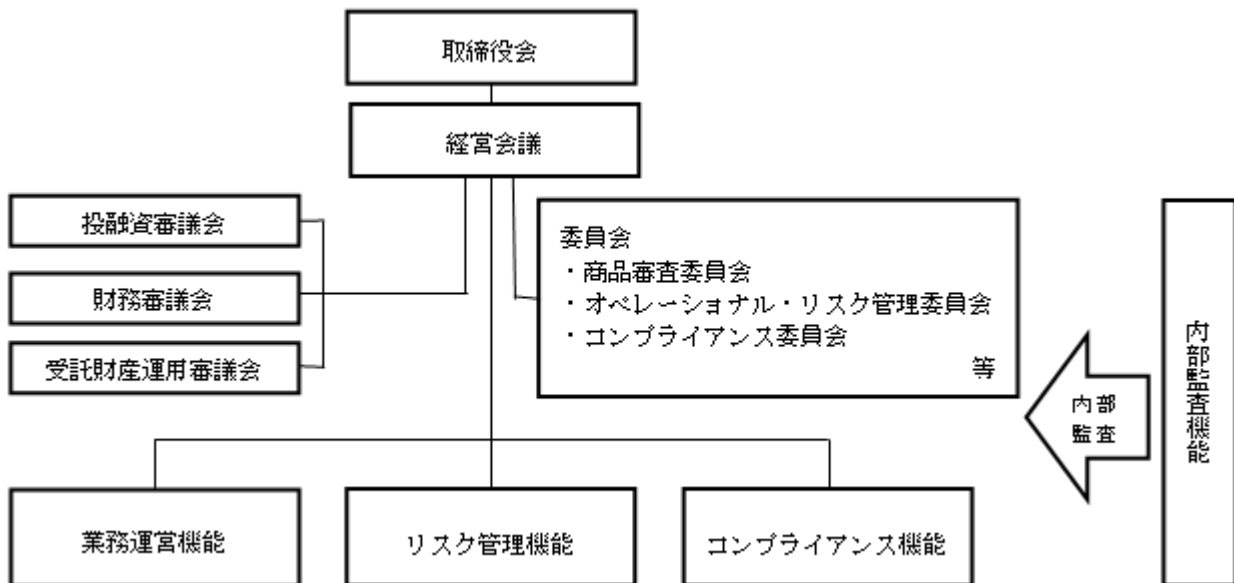 取締役会
経営会議
投融資審議会
財務審議会
受託財産運用審議会
委員会
・商品審査委員会
・オペレーショナル・リスク管理委員会
・コンプライアンス委員会
等
内部
監査
内部監査機能
業務運営機能
リスク管理機能
コンプライアンス機能